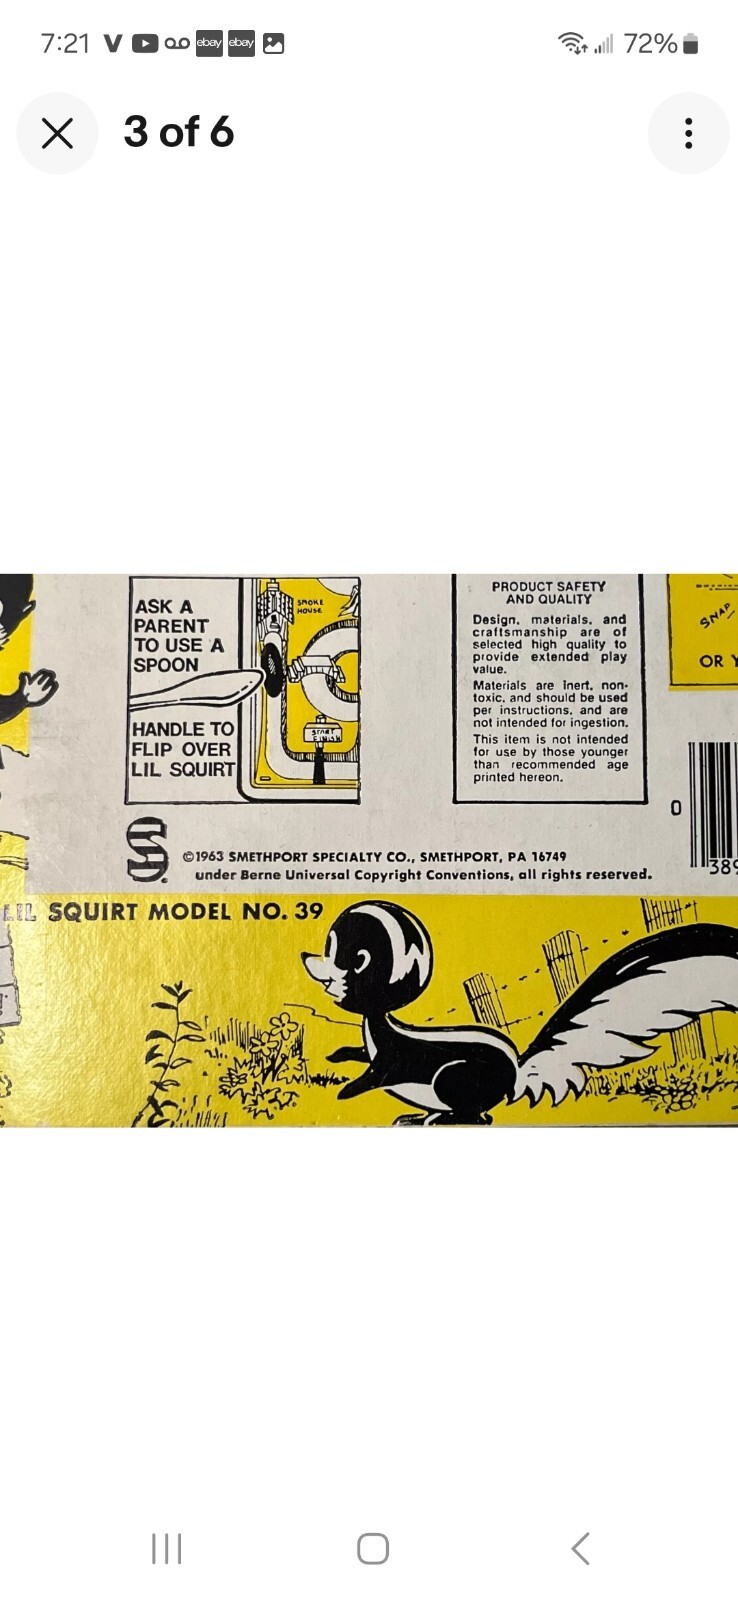 7:21 V ebay ebay 72%
3 of 6
ASK A
PARENT
TO USE A
SPOON
HANDLE TO
FLIP OVER
LIL SQUIRT
SMOKE
HOUSE
START
FINISH
PRODUCT SAFETY
AND QUALITY
Design, materials, and
craftsmanship are of
selected high quality to
provide extended play
value.
Materials are inert, non-
toxic, and should be used
per instructions, and are
not intended for ingestion.
This item is not intended
for use by those younger
than recommended age
printed hereon.
SNAP
OR Y
0
389
S
©1963 SMETHPORT SPECIALTY CO., SMETHPORT, PA 16749
under Berne Universal Copyright Conventions, all rights reserved.
LIL SQUIRT MODEL NO. 39